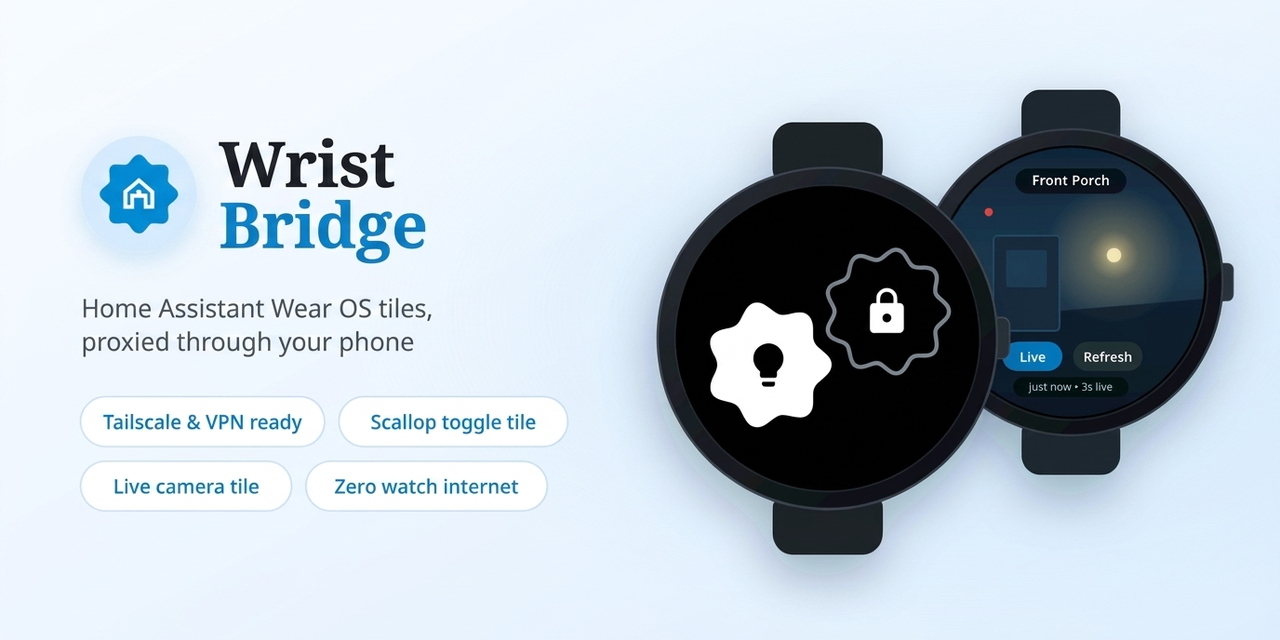 Wrist
Bridge
Home Assistant Wear OS tiles,
proxied through your phone
Tailscale & VPN ready
Scallop toggle tile
Live camera tile
Zero watch internet
Front Porch
Live
Refresh
just now • 3s live